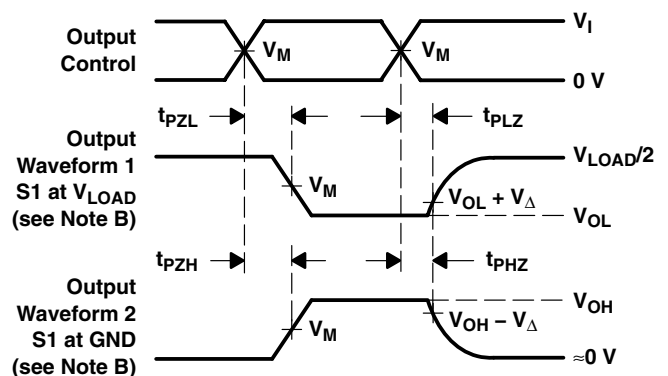 Output
Control
V_M
V_M
V_I
0 V
t_PZL
t_PLZ
Output
Waveform 1
S1 at V_LOAD
(see Note B)
V_M
V_LOAD/2
V_OL + V_Δ
V_OL
t_PZH
t_PHZ
Output
Waveform 2
S1 at GND
(see Note B)
V_M
V_OH
V_OH − V_Δ
≈0 V